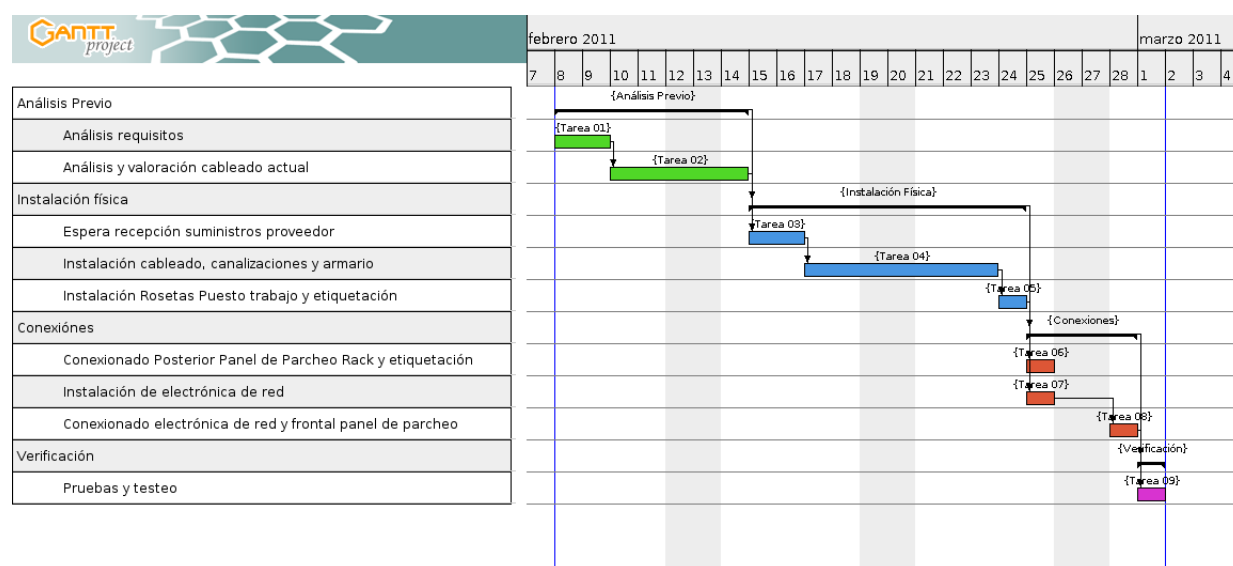 GANTT
project
febrero 2011
marzo 2011
7 8 9 10 11 12 13 14 15 16 17 18 19 20 21 22 23 24 25 26 27 28 1 2 3 4
Análisis Previo
{Análisis Previo}
Análisis requisitos
{Tarea 01}
Análisis y valoración cableado actual
{Tarea 02}
Instalación física
{Instalación Física}
Espera recepción suministros proveedor
{Tarea 03}
Instalación cableado, canalizaciones y armario
{Tarea 04}
Instalación Rosetas Puesto trabajo y etiquetación
{Tarea 05}
Conexiónes
{Conexiones}
Conexionado Posterior Panel de Parcheo Rack y etiquetación
{Tarea 06}
Instalación de electrónica de red
{Tarea 07}
Conexionado electrónica de red y frontal panel de parcheo
{Tarea 08}
Verificación
{Verificación}
Pruebas y testeo
{Tarea 09}